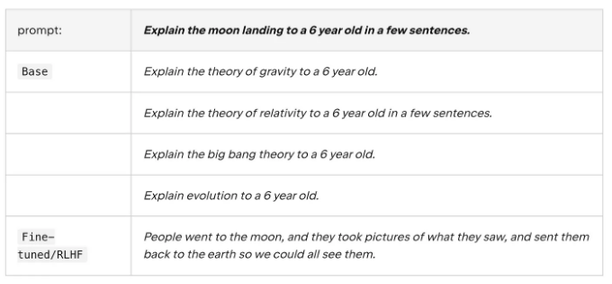 prompt: Explain the moon landing to a 6 year old in a few sentences.
Base Explain the theory of gravity to a 6 year old.
Explain the theory of relativity to a 6 year old in a few sentences.
Explain the big bang theory to a 6 year old.
Explain evolution to a 6 year old.
Fine-
tuned/RLHF
People went to the moon, and they took pictures of what they saw, and sent them
back to the earth so we could all see them.